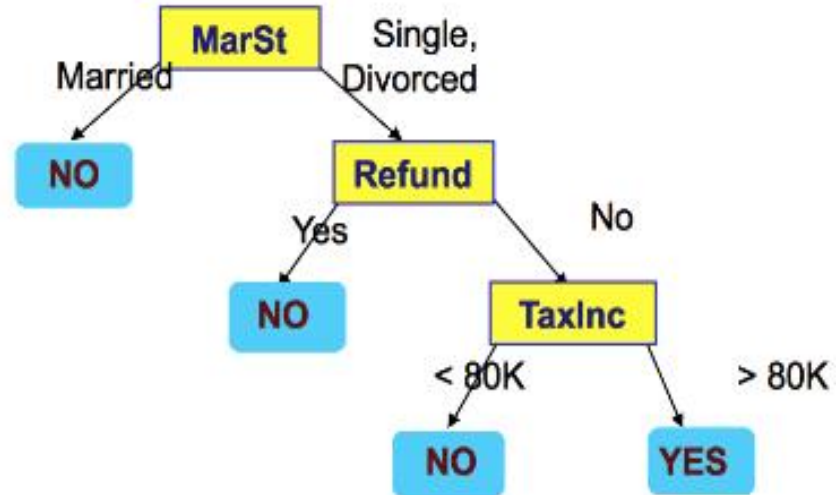 MarSt
Single,
Divorced
Married
NO
Refund
Yes
No
NO
TaxInc
< 80K
> 80K
NO
YES